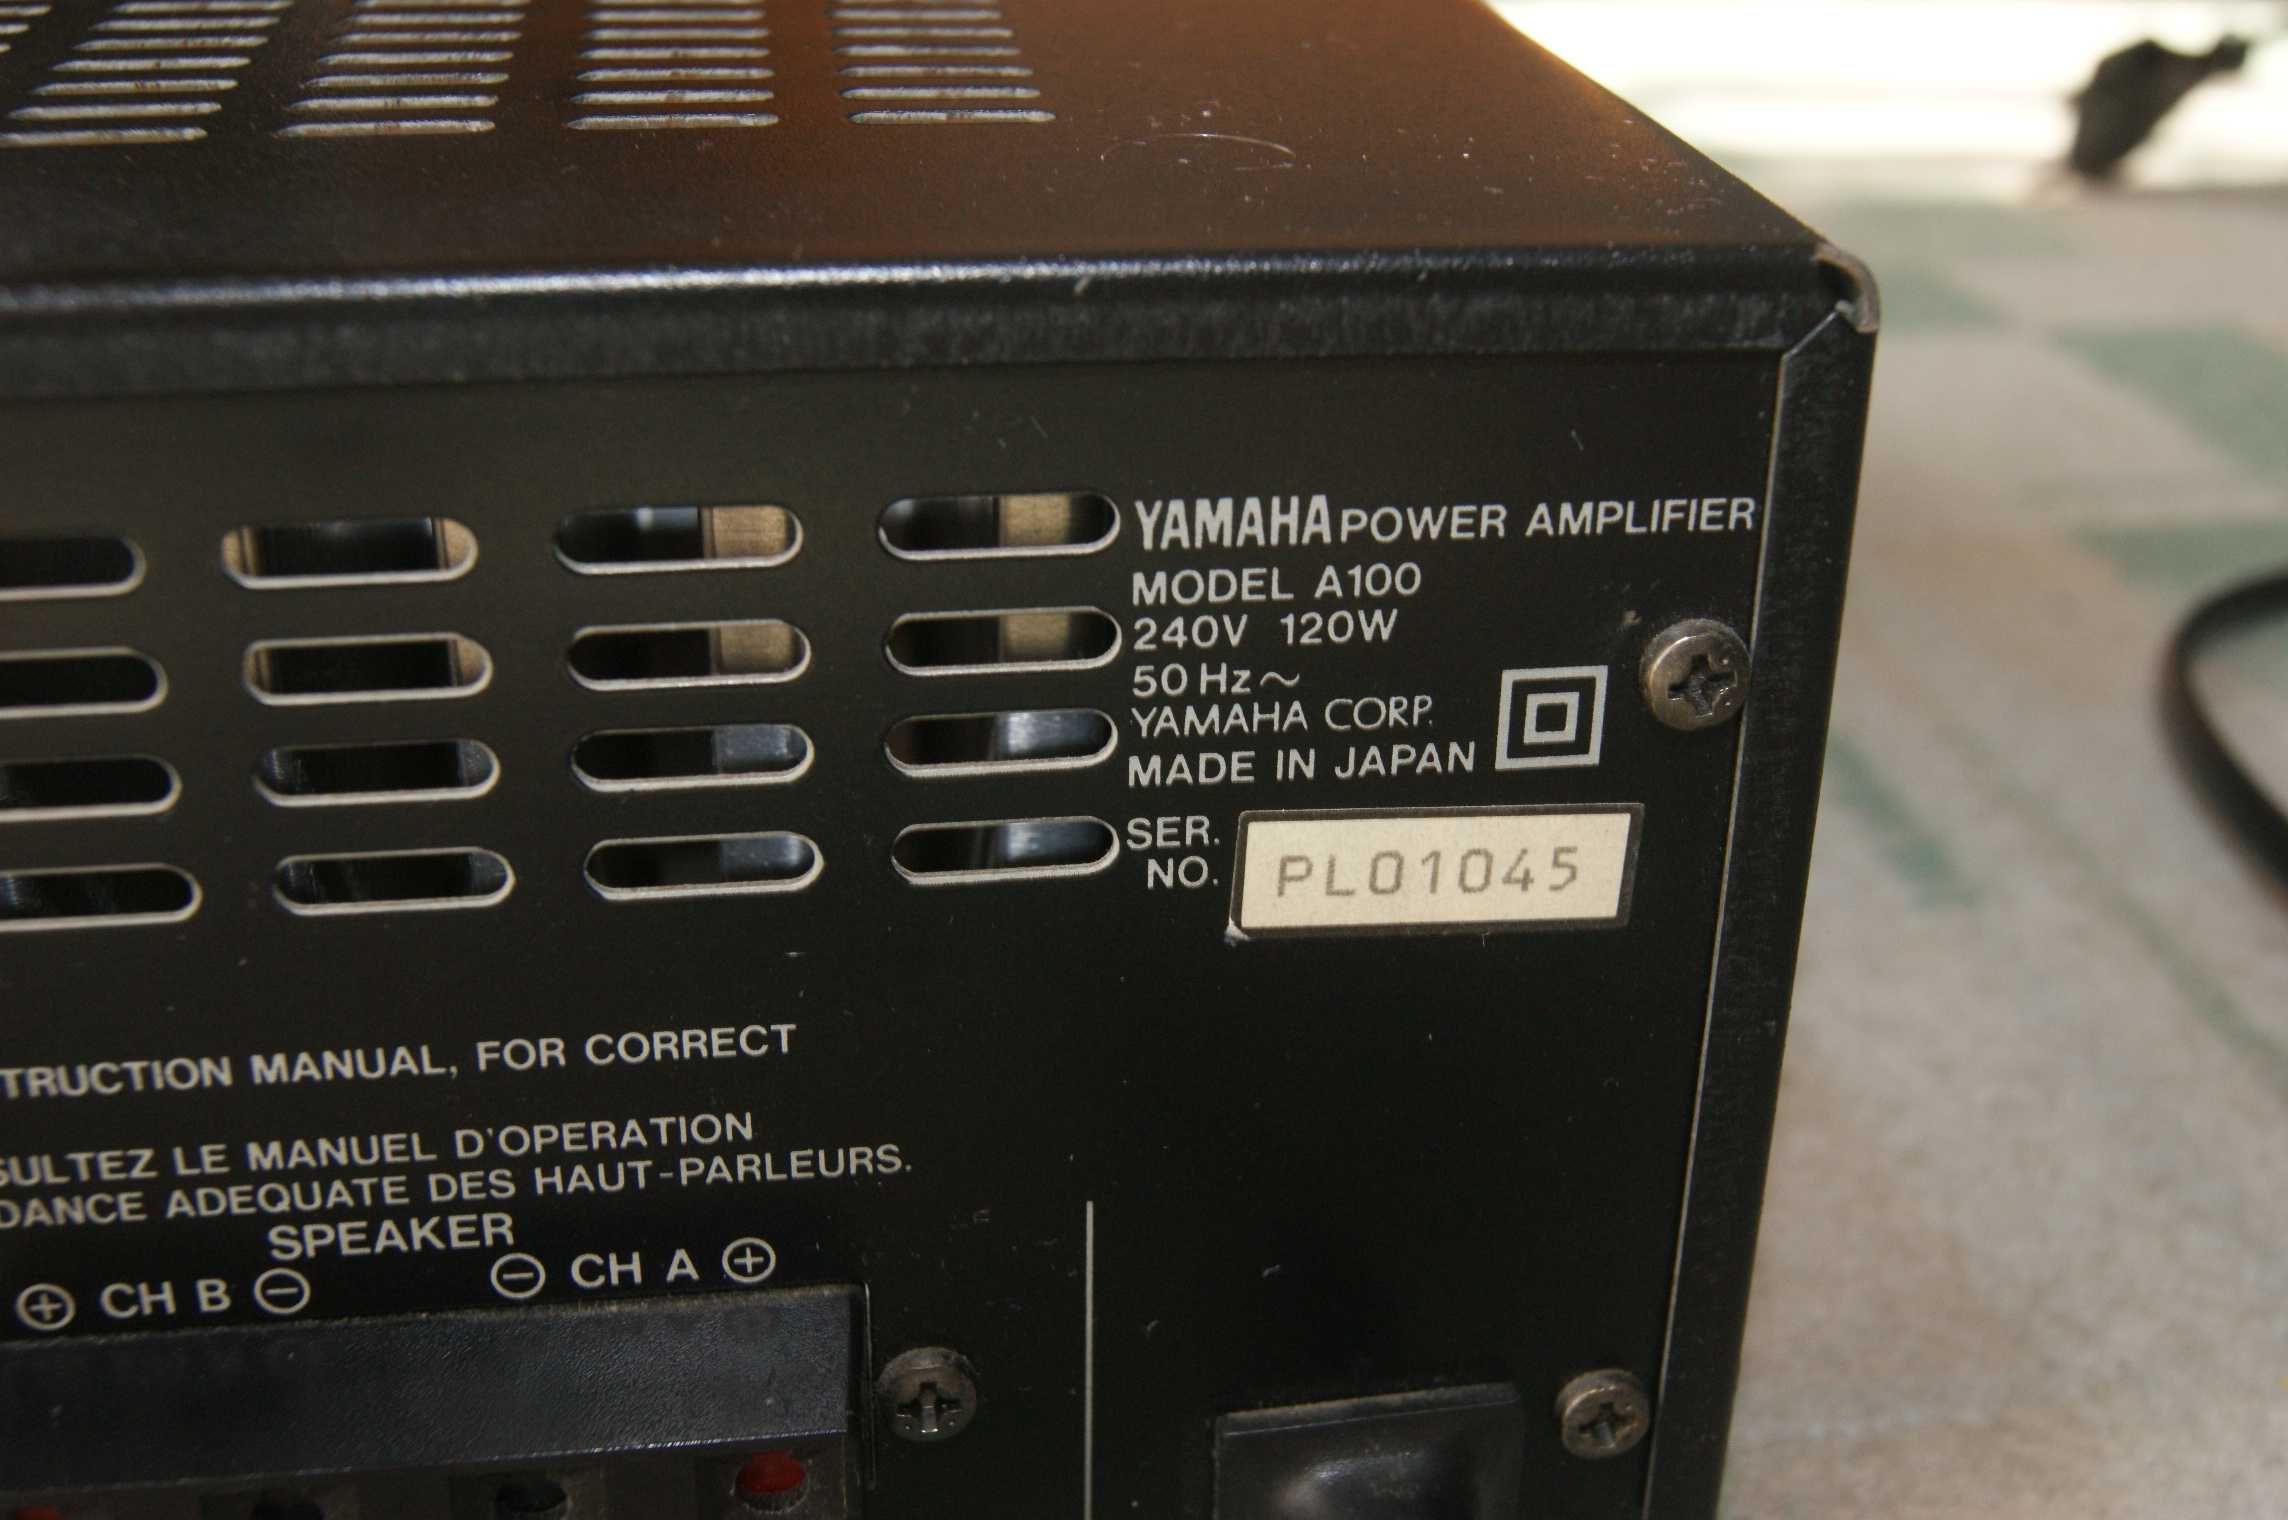 YAMAHA POWER AMPLIFIER
MODEL A100
240V 120W
50 Hz ~
YAMAHA CORP.
MADE IN JAPAN
SER. NO. PL01045
TRUCTION MANUAL, FOR CORRECT
SULTEZ LE MANUEL D'OPERATION
DANCE ADEQUATE DES HAUT-PARLEURS.
SPEAKER
⊕ CH B ⊖ ⊖ CH A ⊕